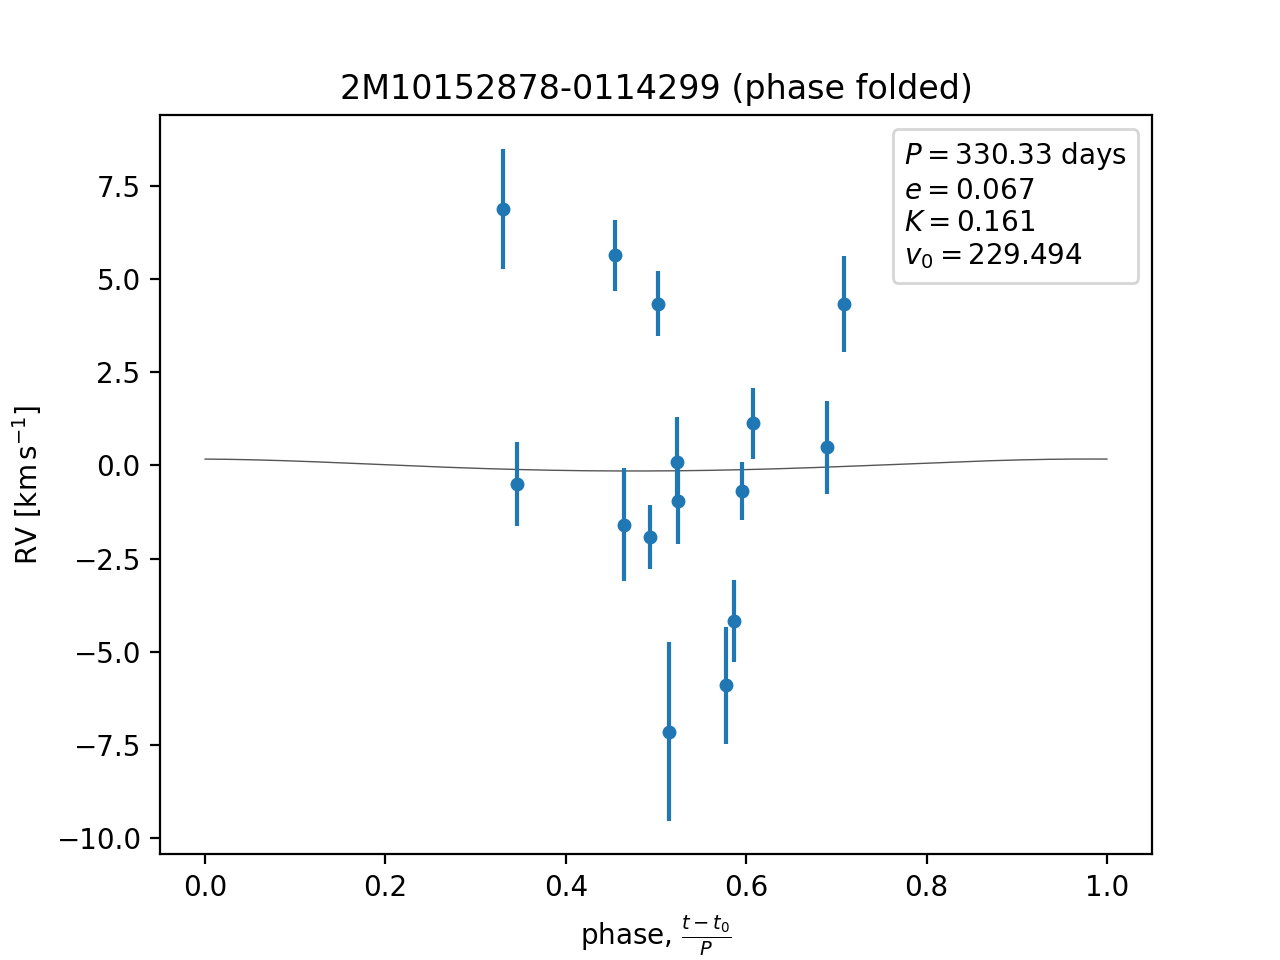 2M10152878-0114299 (phase folded)
P = 330.33 days
e = 0.067
K = 0.161
v₀ = 229.494
7.5
5.0
2.5
0.0
−2.5
−5.0
−7.5
−10.0
RV [km s⁻¹]
0.0 0.2 0.4 0.6 0.8 1.0
phase, (t − t₀)/P